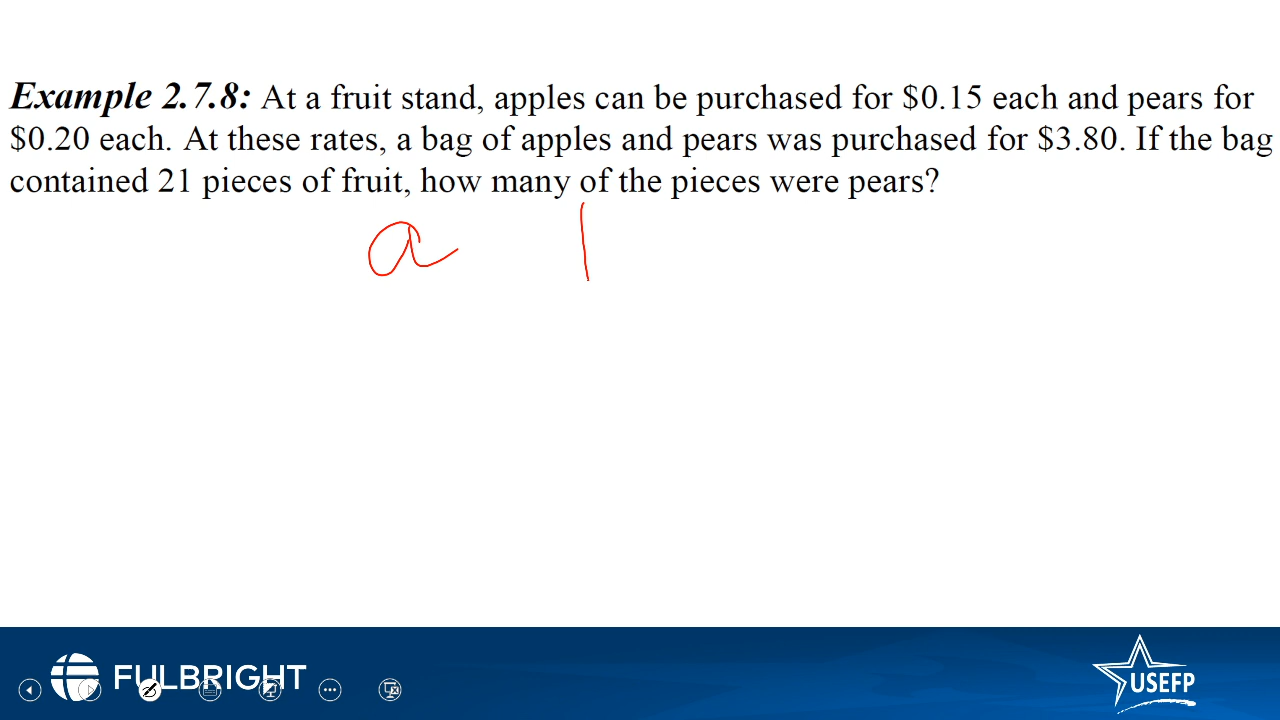 Example 2.7.8: At a fruit stand, apples can be purchased for $0.15 each and pears for
$0.20 each. At these rates, a bag of apples and pears was purchased for $3.80. If the bag
contained 21 pieces of fruit, how many of the pieces were pears?
a
FULBRIGHT
USEFP